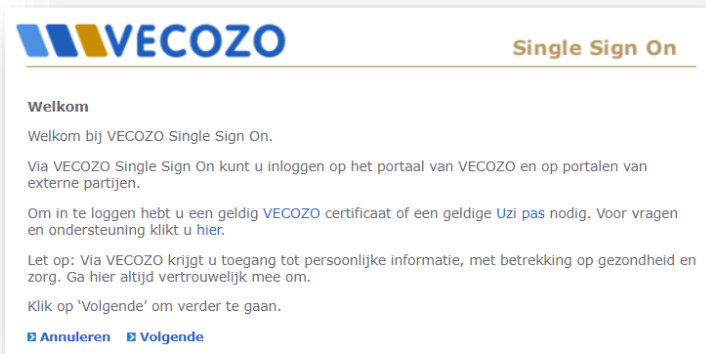 VECOZO
Single Sign On
Welkom
Welkom bij VECOZO Single Sign On.
Via VECOZO Single Sign On kunt u inloggen op het portaal van VECOZO en op portalen van
externe partijen.
Om in te loggen hebt u een geldig VECOZO certificaat of een geldige Uzi pas nodig. Voor vragen
en ondersteuning klikt u hier.
Let op: Via VECOZO krijgt u toegang tot persoonlijke informatie, met betrekking op gezondheid en
zorg. Ga hier altijd vertrouwelijk mee om.
Klik op ‘Volgende’ om verder te gaan.
Annuleren Volgende